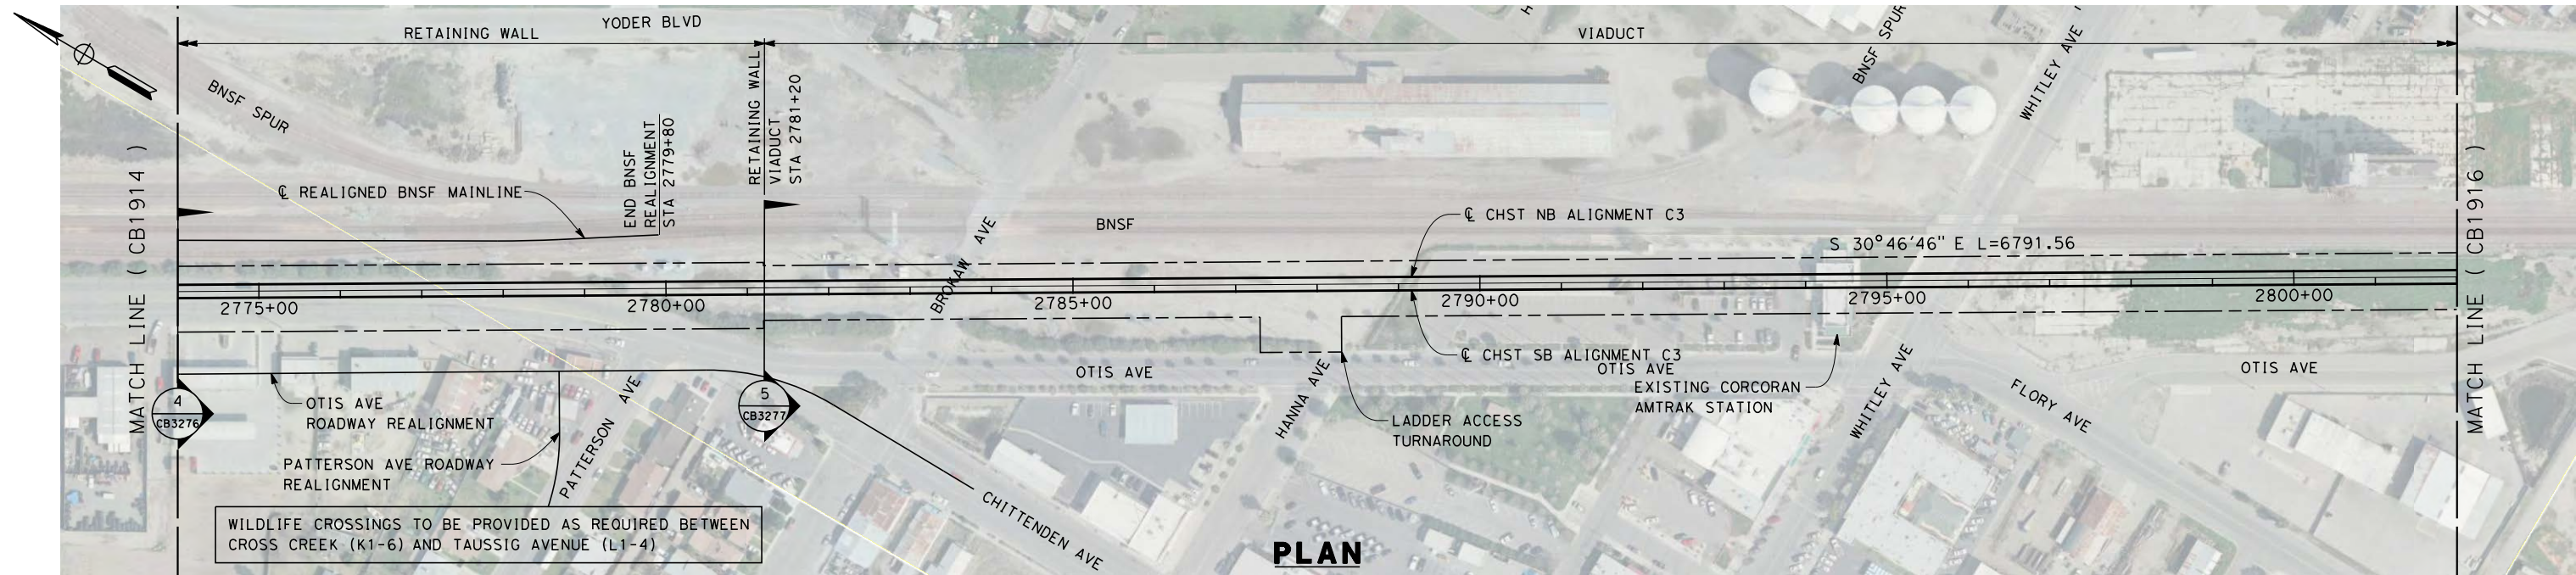 RETAINING WALL
YODER BLVD
VIADUCT
BNSF SPUR
BNSF SPUR
WHITLEY AVE
H
RETAINING WALL
VIADUCT
STA 2781+20
END BNSF
REALIGNMENT
STA 2779+80
℄ REALIGNED BNSF MAINLINE
MATCH LINE ( CB1914 )
BNSF
BROKAW AVE
℄ CHST NB ALIGNMENT C3
S 30°46'46" E L=6791.56
MATCH LINE ( CB1916 )
2775+00
2780+00
2785+00
2790+00
2795+00
2800+00
℄ CHST SB ALIGNMENT C3
OTIS AVE
OTIS AVE
OTIS AVE
EXISTING CORCORAN
AMTRAK STATION
WHITLEY AVE
FLORY AVE
HANNA AVE
LADDER ACCESS
TURNAROUND
4
CB3276
5
CB3277
OTIS AVE
ROADWAY REALIGNMENT
PATTERSON AVE ROADWAY
REALIGNMENT
PATTERSON AVE
CHITTENDEN AVE
WILDLIFE CROSSINGS TO BE PROVIDED AS REQUIRED BETWEEN
CROSS CREEK (K1-6) AND TAUSSIG AVENUE (L1-4)
PLAN